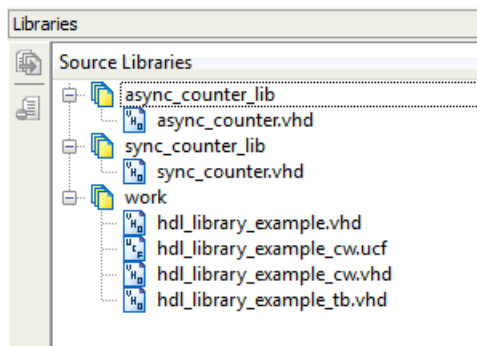 Libraries
Source Libraries
async_counter_lib
async_counter.vhd
sync_counter_lib
sync_counter.vhd
work
hdl_library_example.vhd
hdl_library_example_cw.ucf
hdl_library_example_cw.vhd
hdl_library_example_tb.vhd